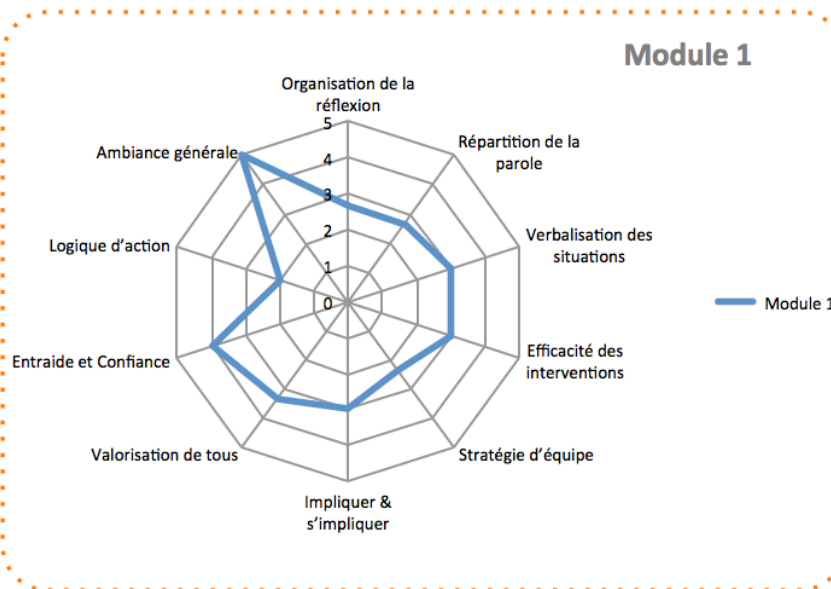 Module 1
Organisation de la
réflexion
5
4
3
2
1
0
Répartition de la
parole
Verbalisation des
situations
Efficacité des
interventions
Stratégie d'équipe
Impliquer &
s'impliquer
Valorisation de tous
Entraide et Confiance
Logique d'action
Ambiance générale
Module 1